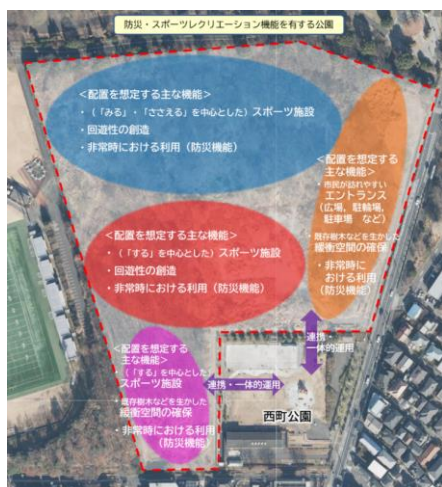 防災・スポーツレクリエーション機能を有する公園
＜配置を想定する主な機能＞
・（「みる」・「ささえる」を中心とした）スポーツ施設
・回遊性の創造
・非常時における利用（防災機能）
＜配置を想定する
主な機能＞
・市民が訪れやすい
エントランス
（広場、駐輪場、
駐車場　など）
・既存樹木などを生かした
緩衝空間の確保
・非常時に
おける利用
（防災機能）
＜配置を想定する主な機能＞
・（「する」を中心とした）スポーツ施設
・回遊性の創造
・非常時における利用（防災機能）
＜配置を想定する
主な機能＞
・（「する」を中心とした）
スポーツ施設
・既存樹木などを生かした
緩衝空間の確保
・非常時における利用
（防災機能）
連携・
一体的運用
連携・一体的運用
西町公園